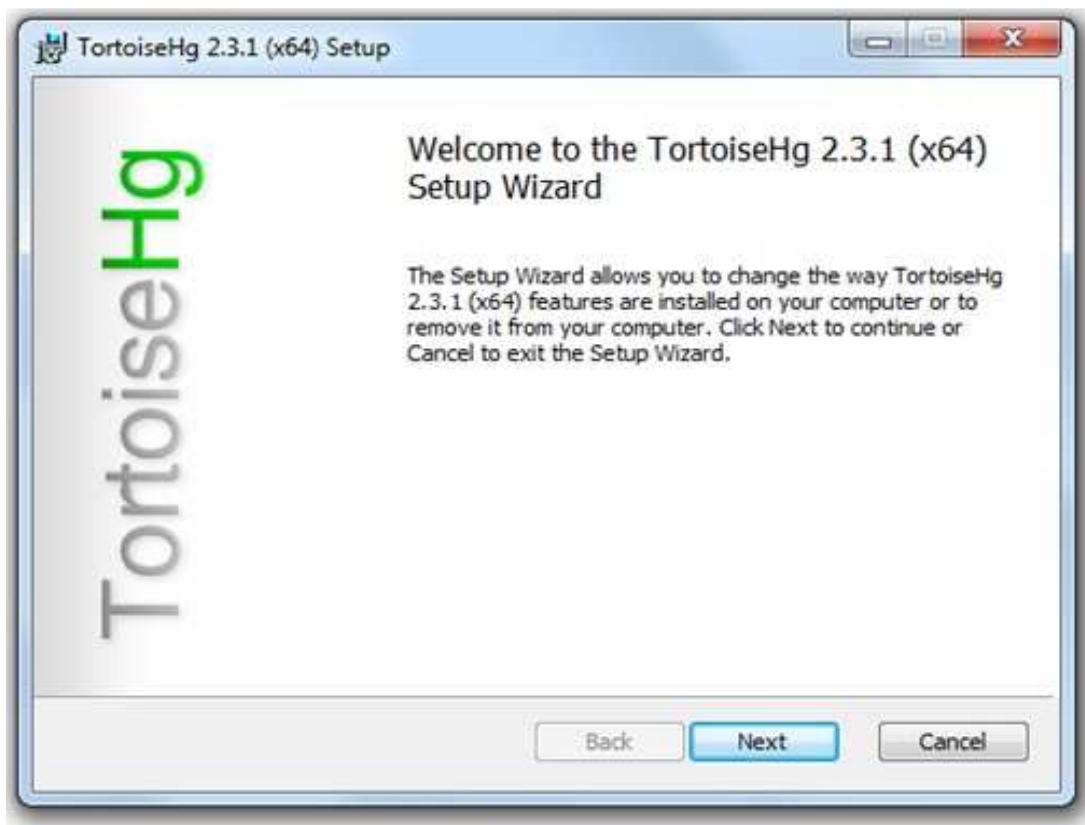 TortoiseHg 2.3.1 (x64) Setup
TortoiseHg
Welcome to the TortoiseHg 2.3.1 (x64)
Setup Wizard
The Setup Wizard allows you to change the way TortoiseHg
2.3.1 (x64) features are installed on your computer or to
remove it from your computer. Click Next to continue or
Cancel to exit the Setup Wizard.
Back Next Cancel